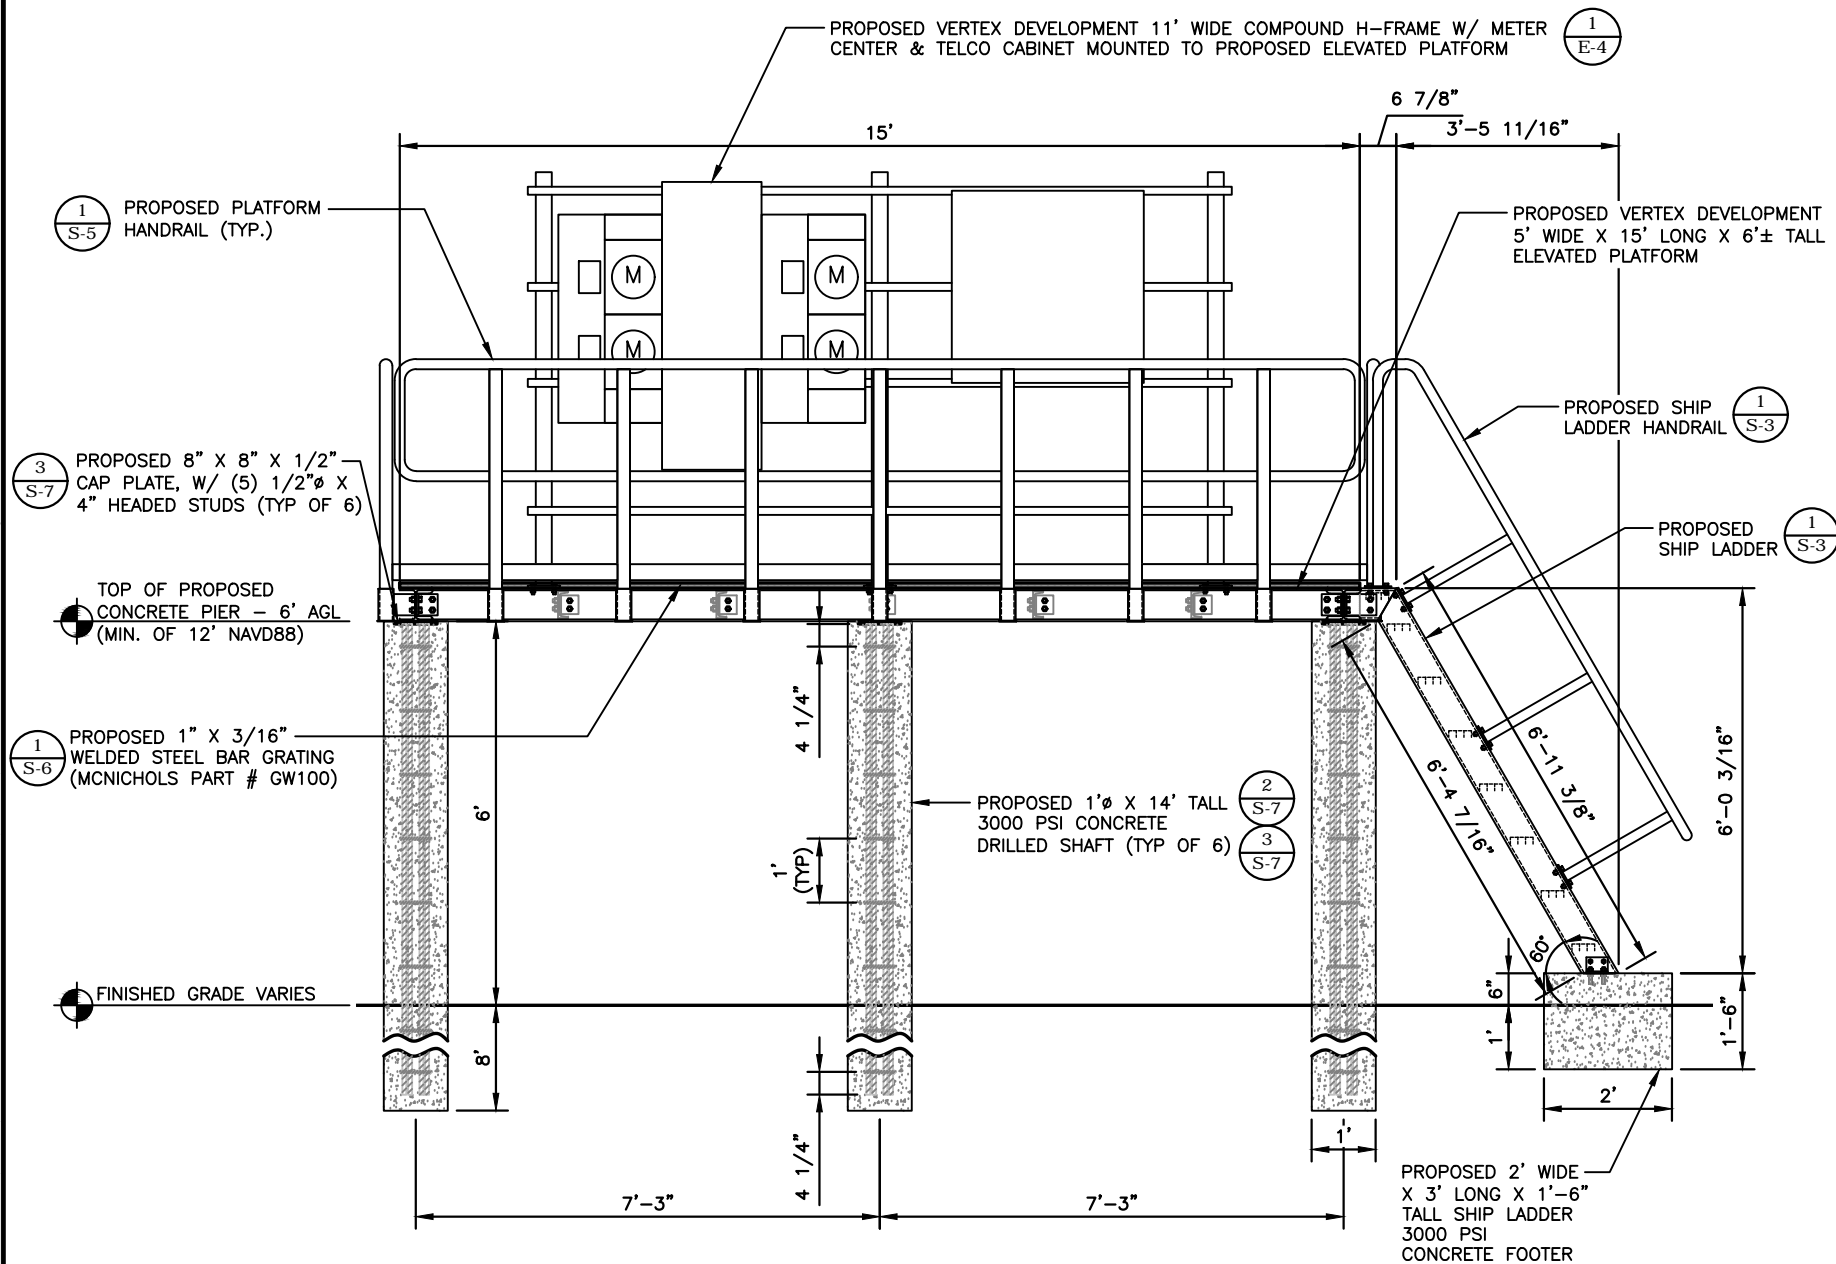 PROPOSED VERTEX DEVELOPMENT 11' WIDE COMPOUND H-FRAME W/ METER
CENTER & TELCO CABINET MOUNTED TO PROPOSED ELEVATED PLATFORM
1
E-4
6 7/8"
15'
3'-5 11/16"
1
S-5
PROPOSED PLATFORM
HANDRAIL (TYP.)
PROPOSED VERTEX DEVELOPMENT
5' WIDE X 15' LONG X 6'± TALL
ELEVATED PLATFORM
M
M
M
M
PROPOSED SHIP
LADDER HANDRAIL
1
S-3
3
S-7
PROPOSED 8" X 8" X 1/2"
CAP PLATE, W/ (5) 1/2"ø X
4" HEADED STUDS (TYP OF 6)
PROPOSED
SHIP LADDER
1
S-3
TOP OF PROPOSED
CONCRETE PIER - 6' AGL
(MIN. OF 12' NAVD88)
1
S-6
PROPOSED 1" X 3/16"
WELDED STEEL BAR GRATING
(MCNICHOLS PART # GW100)
4 1/4"
6'
1'
(TYP)
PROPOSED 1'ø X 14' TALL
3000 PSI CONCRETE
DRILLED SHAFT (TYP OF 6)
2
S-7
3
S-7
6'-4 7/16"
6'-11 3/8"
6'-0 3/16"
60°
FINISHED GRADE VARIES
6"
1'
1'-6"
8'
4 1/4"
1'
2'
7'-3"
7'-3"
PROPOSED 2' WIDE
X 3' LONG X 1'-6"
TALL SHIP LADDER
3000 PSI
CONCRETE FOOTER